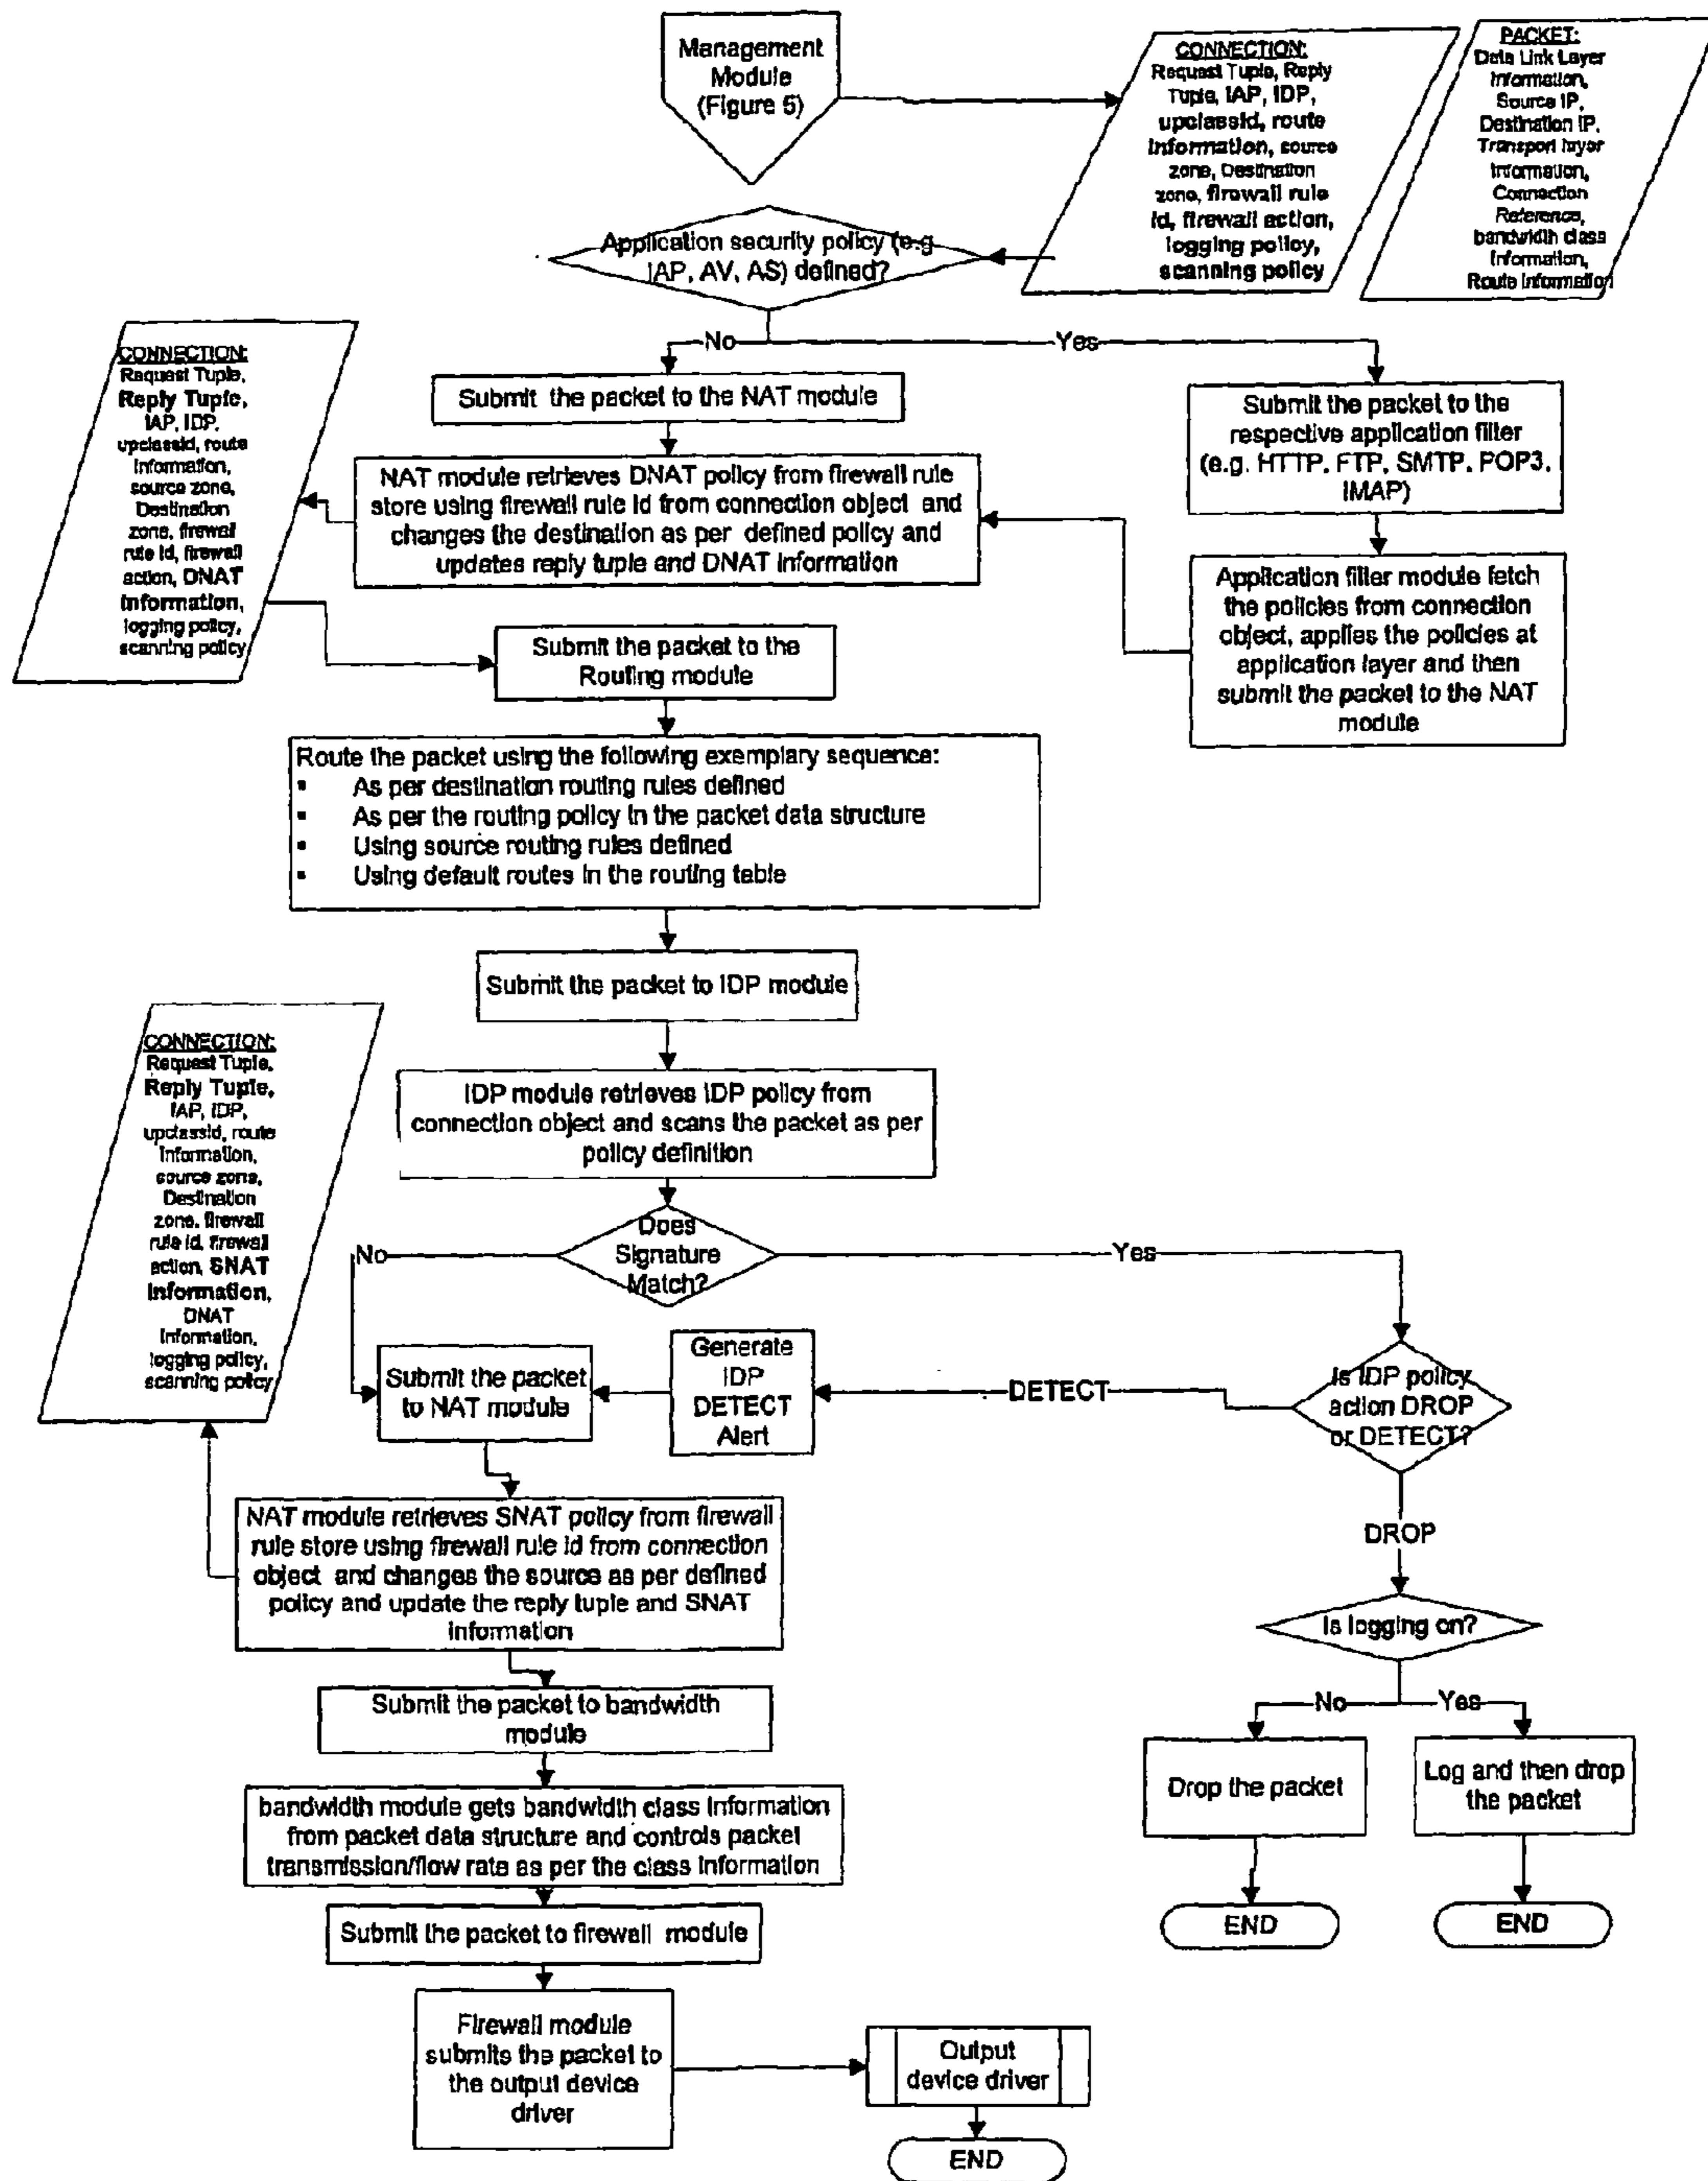 Management
Module
(Figure 5)
CONNECTION:
Request Tuple, Reply
Tuple, IAP, IDP,
upclassid, route
Information, source
zone, Destination
zone, firewall rule
id, firewall action,
logging policy,
scanning policy
PACKET:
Data Link Layer
Information,
Source IP,
Destination IP,
Transport layer
Information,
Connection
Reference,
bandwidth class
Information,
Route Information
Application security policy (e.g
IAP, AV, AS) defined?
No
Yes
CONNECTION:
Request Tuple,
Reply Tuple,
IAP, IDP,
upclassid, route
Information,
source zone,
Destination
zone, firewall
rule id, firewall
action, DNAT
Information,
logging policy,
scanning policy
Submit the packet to the NAT module
Submit the packet to the
respective application filter
(e.g. HTTP, FTP, SMTP, POP3,
IMAP)
NAT module retrieves DNAT policy from firewall rule
store using firewall rule id from connection object and
changes the destination as per defined policy and
updates reply tuple and DNAT Information
Application filter module fetch
the policies from connection
object, applies the policies at
application layer and then
submit the packet to the NAT
module
Submit the packet to the
Routing module
Route the packet using the following exemplary sequence:
▪ As per destination routing rules defined
▪ As per the routing policy in the packet data structure
▪ Using source routing rules defined
▪ Using default routes in the routing table
Submit the packet to IDP module
CONNECTION:
Request Tuple,
Reply Tuple,
IAP, IDP,
upclassid, route
Information,
source zone,
Destination
zone, firewall
rule id, firewall
action, SNAT
Information,
DNAT
Information,
logging policy,
scanning policy
IDP module retrieves IDP policy from
connection object and scans the packet as per
policy definition
Does
Signature
Match?
No
Yes
Submit the packet
to NAT module
Generate
IDP
DETECT
Alert
DETECT
Is IDP policy
action DROP
or DETECT?
DROP
NAT module retrieves SNAT policy from firewall
rule store using firewall rule id from connection
object and changes the source as per defined
policy and update the reply tuple and SNAT
Information
Is logging on?
No
Yes
Submit the packet to bandwidth
module
Drop the packet
Log and then drop
the packet
bandwidth module gets bandwidth class Information
from packet data structure and controls packet
transmission/flow rate as per the class Information
END
END
Submit the packet to firewall module
Firewall module
submits the packet to
the output device
driver
Output
device driver
END